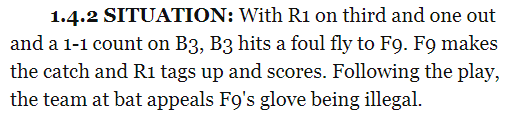 1.4.2 SITUATION: With R1 on third and one out
and a 1-1 count on B3, B3 hits a foul fly to F9. F9 makes
the catch and R1 tags up and scores. Following the play,
the team at bat appeals F9's glove being illegal.